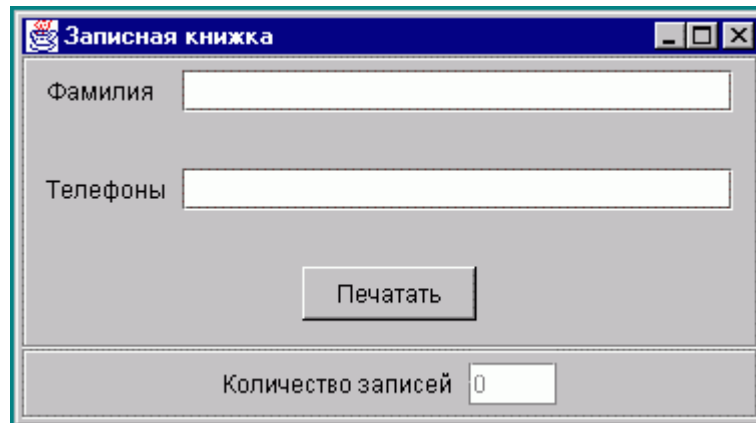 Записная книжка
Фамилия
Телефоны
Печатать
Количество записей 0